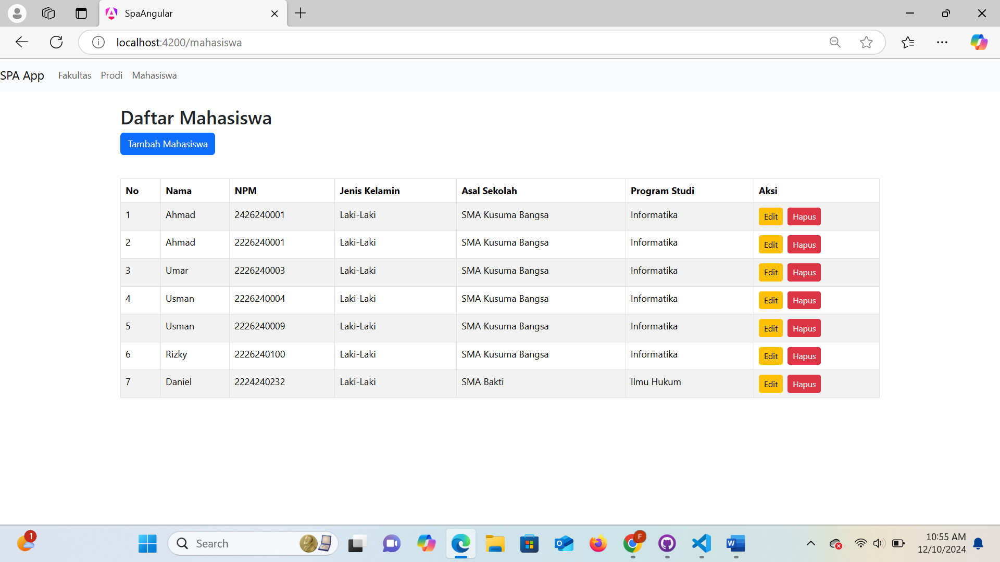 SpaAngular
localhost:4200/mahasiswa
SPA App Fakultas Prodi Mahasiswa
Daftar Mahasiswa
Tambah Mahasiswa
No Nama NPM Jenis Kelamin Asal Sekolah Program Studi Aksi
1 Ahmad 2426240001 Laki-Laki SMA Kusuma Bangsa Informatika Edit Hapus
2 Ahmad 2226240001 Laki-Laki SMA Kusuma Bangsa Informatika Edit Hapus
3 Umar 2226240003 Laki-Laki SMA Kusuma Bangsa Informatika Edit Hapus
4 Usman 2226240004 Laki-Laki SMA Kusuma Bangsa Informatika Edit Hapus
5 Usman 2226240009 Laki-Laki SMA Kusuma Bangsa Informatika Edit Hapus
6 Rizky 2226240100 Laki-Laki SMA Kusuma Bangsa Informatika Edit Hapus
7 Daniel 2224240232 Laki-Laki SMA Bakti Ilmu Hukum Edit Hapus
1
Search
F
10:55 AM
12/10/2024